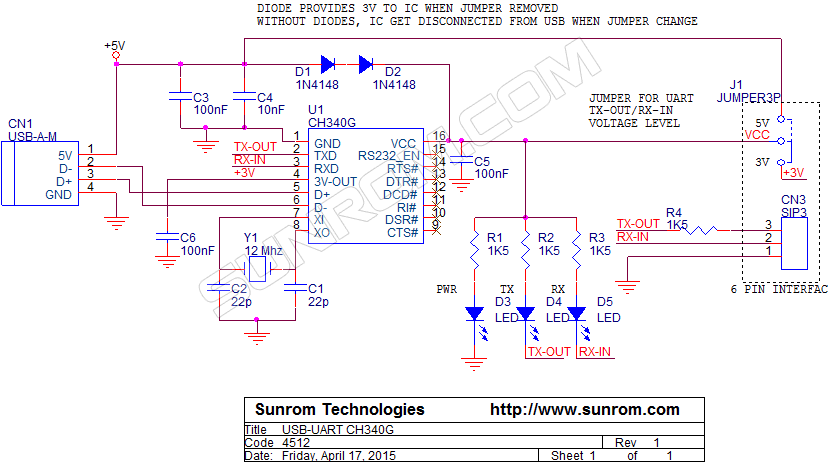 DIODE PROVIDES 3V TO IC WHEN JUMPER REMOVED
WITHOUT DIODES, IC GET DISCONNECTED FROM USB WHEN JUMPER CHANGE
+5V
D1
1N4148
D2
1N4148
C3
100nF
C4
10nF
U1
CH340G
JUMPER FOR UART
TX-OUT/RX-IN
VOLTAGE LEVEL
J1
JUMPER3P
5V
VCC
3V
+3V
CN1
USB-A-M
5V 1
D- 2
D+ 3
GND 4
TX-OUT
RX-IN
+3V
1 GND
2 TXD
3 RXD
4 3V-OUT
5 D+
6 D-
7 XI
8 XO
VCC 16
RS232_EN 15
RTS# 14
DTR# 13
DCD# 12
RI# 11
DSR# 10
CTS# 9
C5
100nF
C6
100nF
Y1
12 Mhz
C2
22p
C1
22p
R1
1K5
R2
1K5
R3
1K5
PWR
TX
RX
D3
LED
D4
LED
D5
LED
TX-OUT
RX-IN
CN3
SIP3
TX-OUT
R4
1K5
3
RX-IN
2
1
6 PIN INTERFAC
SUNROM.COM
Sunrom Technologies http://www.sunrom.com
Title USB-UART CH340G
Code 4512 Rev 1
Date: Friday, April 17, 2015 Sheet 1 of 1